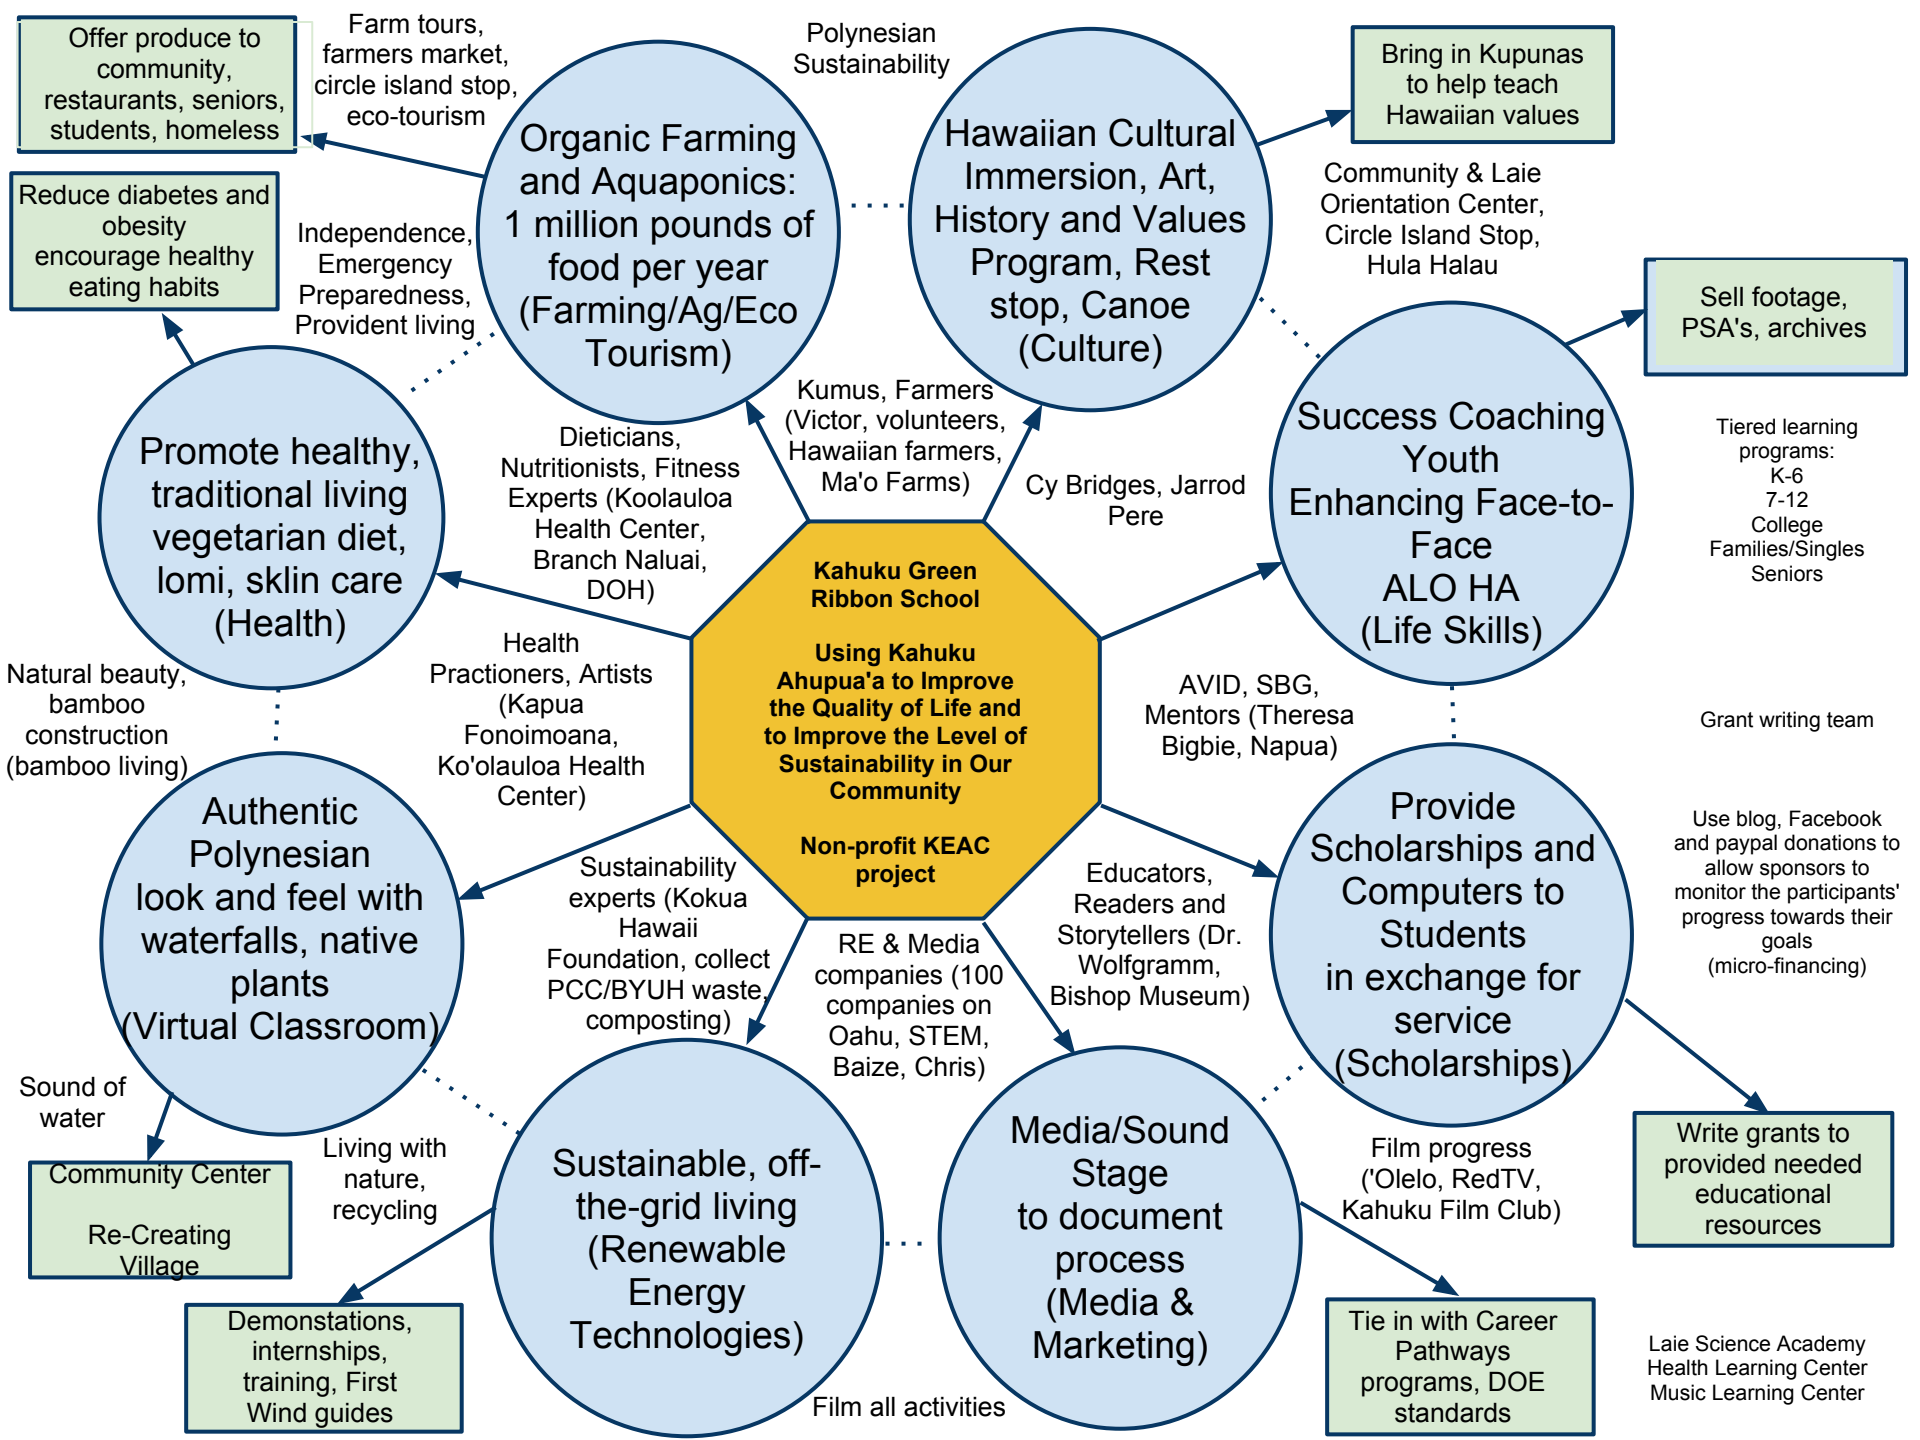 Offer produce to
community,
restaurants, seniors,
students, homeless
Farm tours,
farmers market,
circle island stop,
eco-tourism
Polynesian
Sustainability
Bring in Kupunas
to help teach
Hawaiian values
Organic Farming
and Aquaponics:
1 million pounds of
food per year
(Farming/Ag/Eco
Tourism)
Hawaiian Cultural
Immersion, Art,
History and Values
Program, Rest
stop, Canoe
(Culture)
Reduce diabetes and
obesity
encourage healthy
eating habits
Independence,
Emergency
Preparedness,
Provident living
Community & Laie
Orientation Center,
Circle Island Stop,
Hula Halau
Sell footage,
PSA's, archives
Kumus, Farmers
(Victor, volunteers,
Hawaiian farmers,
Ma'o Farms)
Dieticians,
Nutritionists, Fitness
Experts (Koolauloa
Health Center,
Branch Naluai,
DOH)
Cy Bridges, Jarrod
Pere
Success Coaching
Youth
Enhancing Face-to-
Face
ALO HA
(Life Skills)
Tiered learning
programs:
K-6
7-12
College
Families/Singles
Seniors
Promote healthy,
traditional living
vegetarian diet,
lomi, sklin care
(Health)
Kahuku Green
Ribbon School
Using Kahuku
Ahupua'a to Improve
the Quality of Life and
to Improve the Level of
Sustainability in Our
Community
Non-profit KEAC
project
Natural beauty,
bamboo
construction
(bamboo living)
Health
Practioners, Artists
(Kapua
Fonoimoana,
Ko'olauloa Health
Center)
AVID, SBG,
Mentors (Theresa
Bigbie, Napua)
Grant writing team
Authentic
Polynesian
look and feel with
waterfalls, native
plants
(Virtual Classroom)
Provide
Scholarships and
Computers to
Students
in exchange for
service
(Scholarships)
Use blog, Facebook
and paypal donations to
allow sponsors to
monitor the participants'
progress towards their
goals
(micro-financing)
Sustainability
experts (Kokua
Hawaii
Foundation, collect
PCC/BYUH waste,
composting)
RE & Media
companies (100
companies on
Oahu, STEM,
Baize, Chris)
Educators,
Readers and
Storytellers (Dr.
Wolfgramm,
Bishop Museum)
Sound of
water
Living with
nature,
recycling
Community Center
Re-Creating
Village
Sustainable, off-
the-grid living
(Renewable
Energy
Technologies)
Media/Sound
Stage
to document
process
(Media &
Marketing)
Film progress
('Olelo, RedTV,
Kahuku Film Club)
Write grants to
provided needed
educational
resources
Demonstations,
internships,
training, First
Wind guides
Film all activities
Tie in with Career
Pathways
programs, DOE
standards
Laie Science Academy
Health Learning Center
Music Learning Center